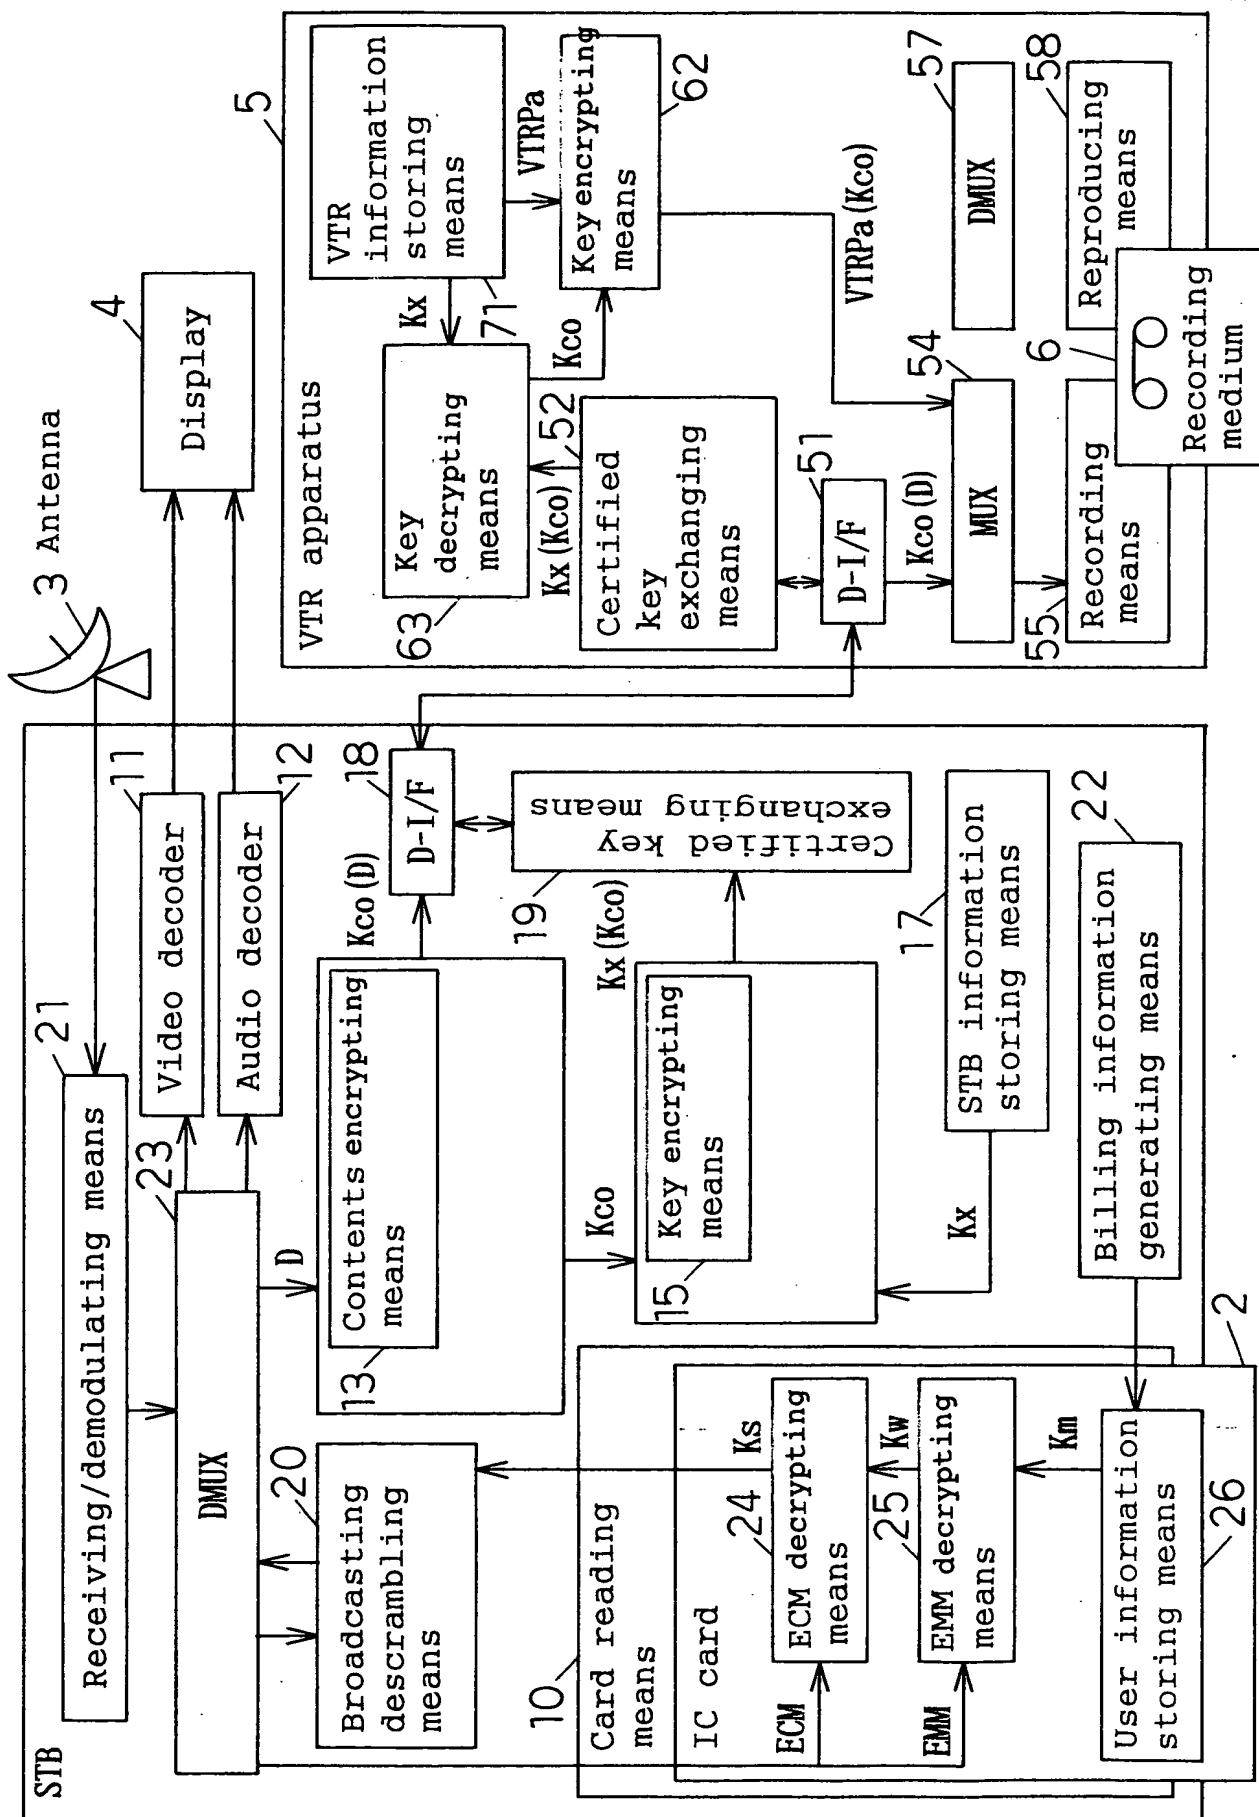 STB
Receiving/demodulating means
21
3 Antenna
DMUX
23
Video decoder
11
Audio decoder
12
4
Display
Broadcasting
descrambling
means
20
D
Contents encrypting
means
13
Kco(D)
D-I/F
18
Certified key
exchanging means
19
Kco
Key encrypting
means
15
Kx(Kco)
STB information
storing means
17
Kx
Billing information
generating means
22
10
Card reading
means
IC card
2
ECM
ECM decrypting
means
24
Ks
EMM
EMM decrypting
means
25
Kw
Km
User information
storing means
26
5
VTR apparatus
VTR
information
storing
means
71
Kx
VTRPa
Key
decrypting
means
63
Kco
Key encrypting
means
62
Kx(Kco)
52
Certified
key
exchanging
means
VTRPa(Kco)
D-I/F
51
Kco(D)
MUX
54
DMUX
57
55
Recording
means
6
Recording
medium
Reproducing
means
58